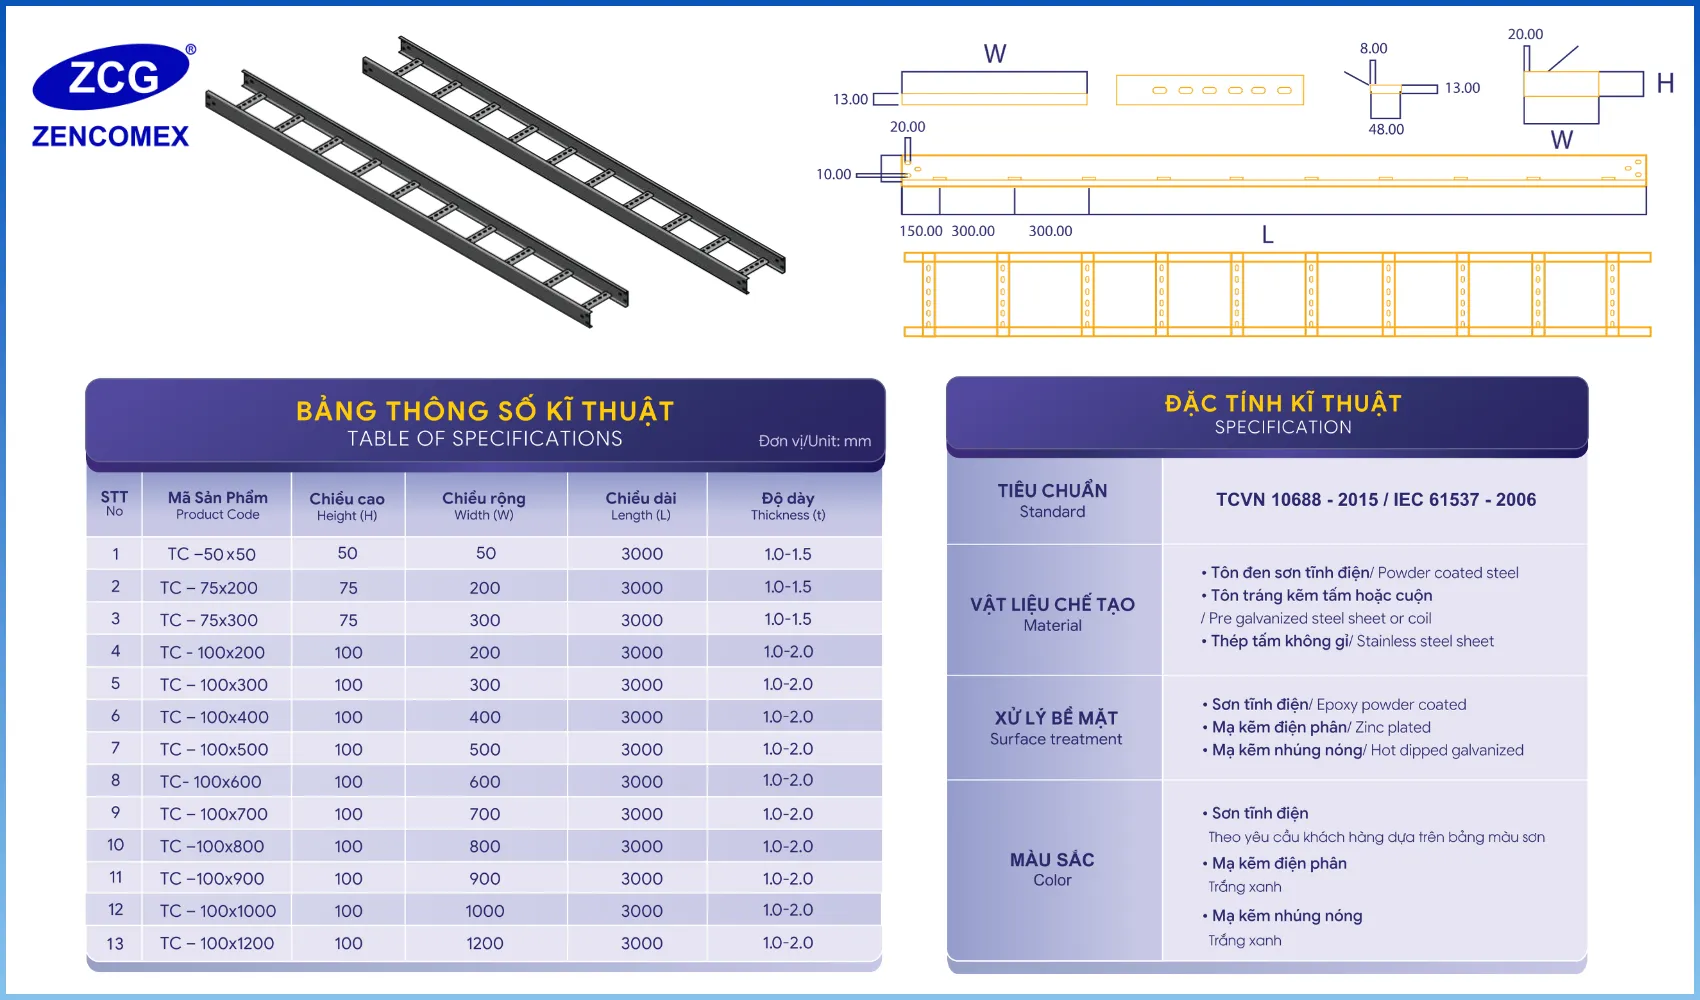 ZCG®
ZENCOMEX
W
13.00
8.00
13.00
48.00
20.00
H
W
20.00
10.00
150.00 300.00 300.00
L
BẢNG THÔNG SỐ KĨ THUẬT
TABLE OF SPECIFICATIONS
Đơn vị/Unit: mm
STT Mã Sản Phẩm Chiều cao Chiều rộng Chiều dài Độ dày
No Product Code Height (H) Width (W) Length (L) Thickness (t)
1 TC –50x50 50 50 3000 1.0-1.5
2 TC – 75x200 75 200 3000 1.0-1.5
3 TC – 75x300 75 300 3000 1.0-1.5
4 TC - 100x200 100 200 3000 1.0-2.0
5 TC – 100x300 100 300 3000 1.0-2.0
6 TC – 100x400 100 400 3000 1.0-2.0
7 TC – 100x500 100 500 3000 1.0-2.0
8 TC- 100x600 100 600 3000 1.0-2.0
9 TC – 100x700 100 700 3000 1.0-2.0
10 TC –100x800 100 800 3000 1.0-2.0
11 TC –100x900 100 900 3000 1.0-2.0
12 TC – 100x1000 100 1000 3000 1.0-2.0
13 TC – 100x1200 100 1200 3000 1.0-2.0
ĐẶC TÍNH KĨ THUẬT
SPECIFICATION
TIÊU CHUẨN
Standard
TCVN 10688 - 2015 / IEC 61537 - 2006
VẬT LIỆU CHẾ TẠO
Material
• Tôn đen sơn tĩnh điện/ Powder coated steel
• Tôn tráng kẽm tấm hoặc cuộn
/ Pre galvanized steel sheet or coil
• Thép tấm không gỉ/ Stainless steel sheet
XỬ LÝ BỀ MẶT
Surface treatment
• Sơn tĩnh điện/ Epoxy powder coated
• Mạ kẽm điện phân/ Zinc plated
• Mạ kẽm nhúng nóng/ Hot dipped galvanized
MÀU SẮC
Color
• Sơn tĩnh điện
Theo yêu cầu khách hàng dựa trên bảng màu sơn
• Mạ kẽm điện phân
Trắng xanh
• Mạ kẽm nhúng nóng
Trắng xanh